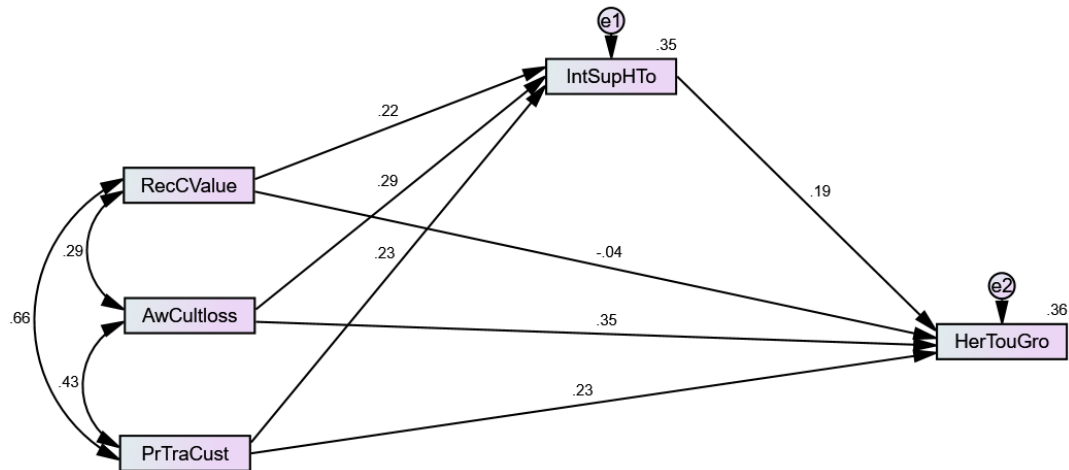 e1
.35
IntSupHTo
.22
RecCValue
.29
.19
.29
.23
-.04
e2
.36
AwCultloss
.35
HerTouGro
.66
.43
.23
PrTraCust